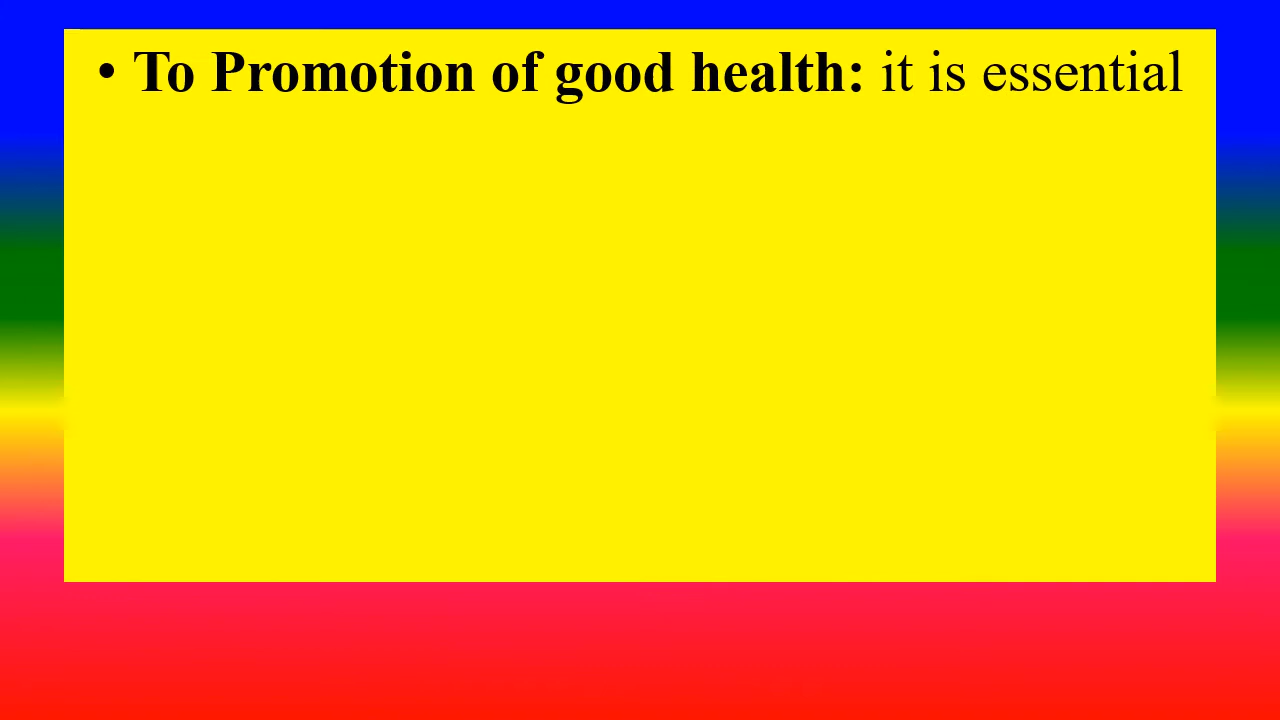 • To Promotion of good health: it is essential